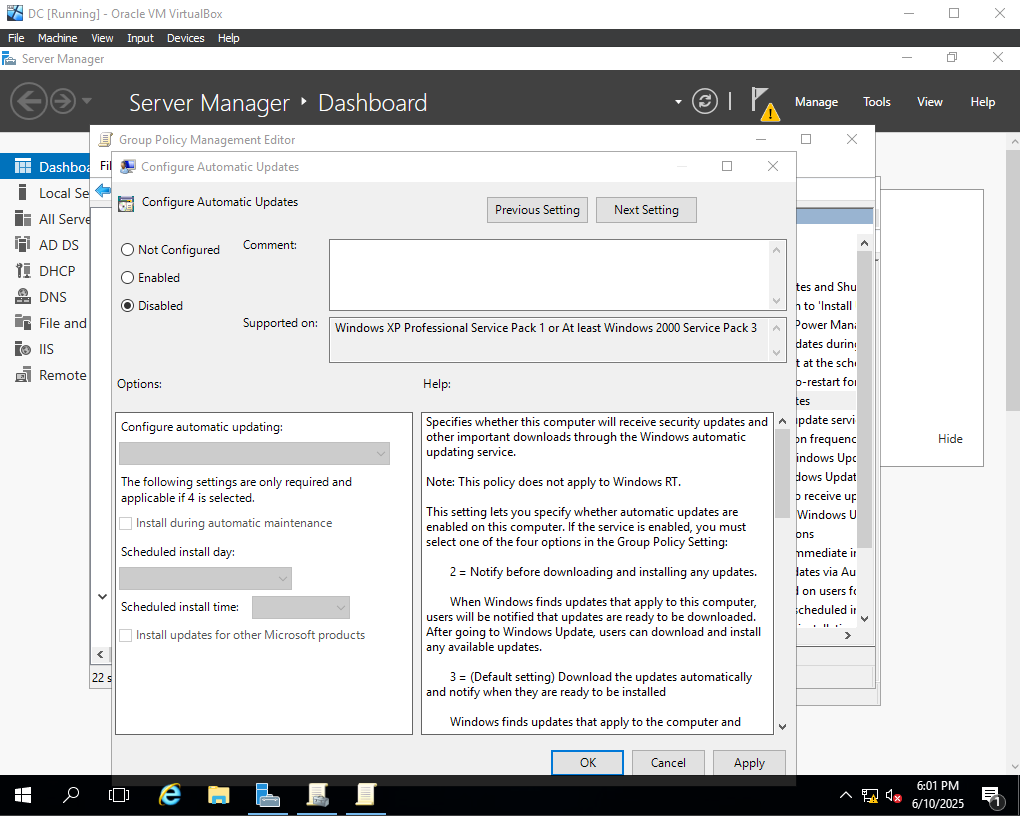 DC [Running] - Oracle VM VirtualBox
File Machine View Input Devices Help
Server Manager
Server Manager Dashboard
Manage Tools View Help
Group Policy Management Editor
Configure Automatic Updates
Configure Automatic Updates
Previous Setting Next Setting
Not Configured
Enabled
Disabled
Comment:
Supported on:
Windows XP Professional Service Pack 1 or At least Windows 2000 Service Pack 3
Options:
Help:
Configure automatic updating:
The following settings are only required and
applicable if 4 is selected.
Install during automatic maintenance
Scheduled install day:
Scheduled install time:
Install updates for other Microsoft products
Specifies whether this computer will receive security updates and
other important downloads through the Windows automatic
updating service.
Note: This policy does not apply to Windows RT.
This setting lets you specify whether automatic updates are
enabled on this computer. If the service is enabled, you must
select one of the four options in the Group Policy Setting:
2 = Notify before downloading and installing any updates.
When Windows finds updates that apply to this computer,
users will be notified that updates are ready to be downloaded.
After going to Windows Update, users can download and install
any available updates.
3 = (Default setting) Download the updates automatically
and notify when they are ready to be installed
Windows finds updates that apply to the computer and
OK Cancel Apply
Dashboa
Local Se
All Serve
AD DS
DHCP
DNS
File and
IIS
Remote
Fil
22 s
tes and Shu
n to 'Install
Power Mana
dates during
t at the sche
o-restart for
tes
update servi
on frequenc
indows Upd
dows Updat
o receive up
Windows U
ons
mmediate in
dates via Au
d on users fo
scheduled in
Hide
6:01 PM
6/10/2025
1